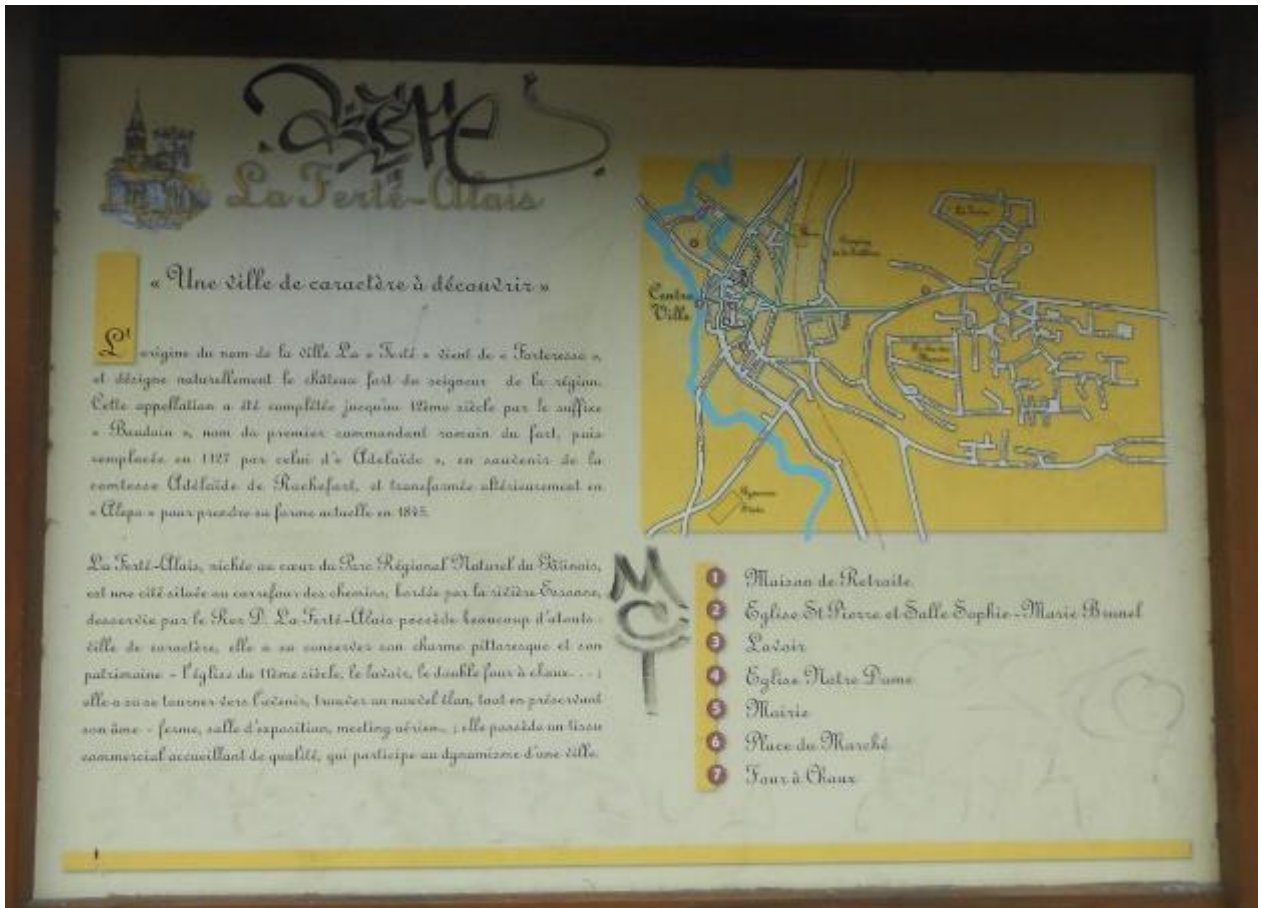 La Ferté-Alais
« Une ville de caractère à découvrir »
L'origine du nom de la ville La « Ferté » vient de « Forteresse »,
et désigne naturellement le château fort du seigneur de la région.
Cette appellation a été complétée jusqu'au 12ème siècle par le suffixe
« Baudoin », nom du premier commandant romain du fort, puis
remplacée en 1127 par celui d'« Adélaïde », en souvenir de la
comtesse Adélaïde de Rochefort, et transformée ultérieurement en
« Alepa » pour prendre sa forme actuelle en 1845.
La Ferté-Alais, nichée au cœur du Parc Régional Naturel du Gâtinais,
est une cité située au carrefour des chemins, bordée par la rivière Essonne,
desservie par le Rer D. La Ferté-Alais possède beaucoup d'atouts :
ville de caractère, elle a su conserver son charme pittoresque et son
patrimoine - l'église du 11ème siècle, le lavoir, le double four à chaux... ;
elle a su se tourner vers l'avenir, trouver un nouvel élan, tout en préservant
son âme - ferme, salle d'exposition, meeting aérien... ; elle possède un tissu
commercial accueillant de qualité, qui participe au dynamisme d'une ville.
Centre
Ville
MCT
1 Maison de Retraite
2 Eglise St Pierre et Salle Sophie-Marie Brunel
3 Lavoir
4 Eglise Notre Dame
5 Mairie
6 Place du Marché
7 Four à Chaux